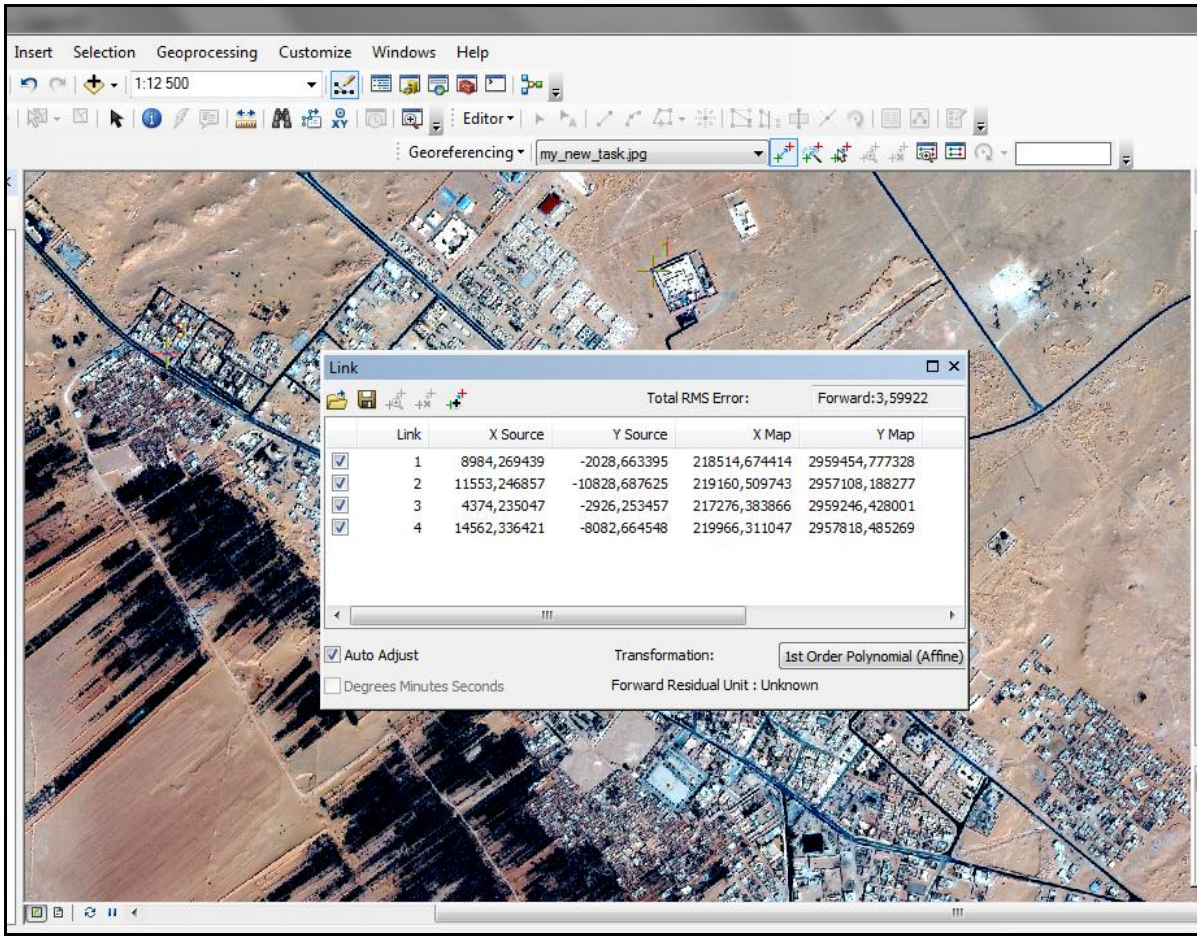 Insert Selection Geoprocessing Customize Windows Help
1:12 500
XY Editor
Georeferencing my_new_task.jpg
1
3
Link
Total RMS Error: Forward:3,59922
Link X Source Y Source X Map Y Map
1 8984,269439 -2028,663395 218514,674414 2959454,777328
2 11553,246857 -10828,687625 219160,509743 2957108,188277
3 4374,235047 -2926,253457 217276,383866 2959246,428001
4 14562,336421 -8082,664548 219966,311047 2957818,485269
Auto Adjust Transformation: 1st Order Polynomial (Affine)
Degrees Minutes Seconds Forward Residual Unit : Unknown